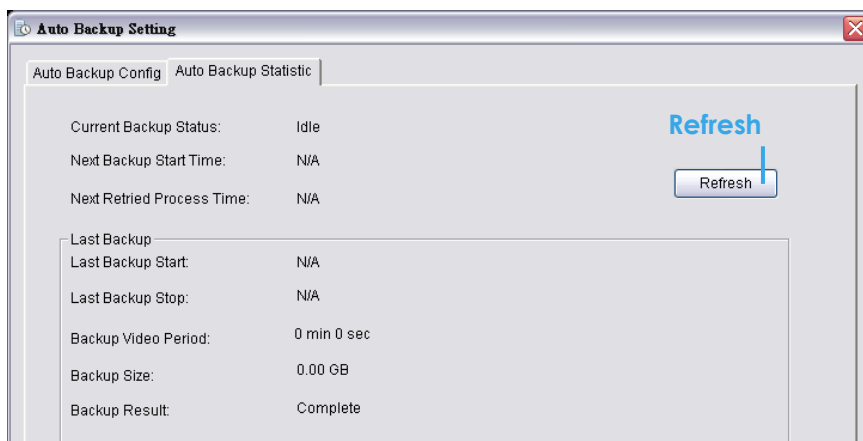 Auto Backup Setting
Auto Backup Config Auto Backup Statistic
Current Backup Status: Idle
Refresh
Next Backup Start Time: N/A
Refresh
Next Retried Process Time: N/A
Last Backup
Last Backup Start: N/A
Last Backup Stop: N/A
Backup Video Period: 0 min 0 sec
Backup Size: 0.00 GB
Backup Result: Complete